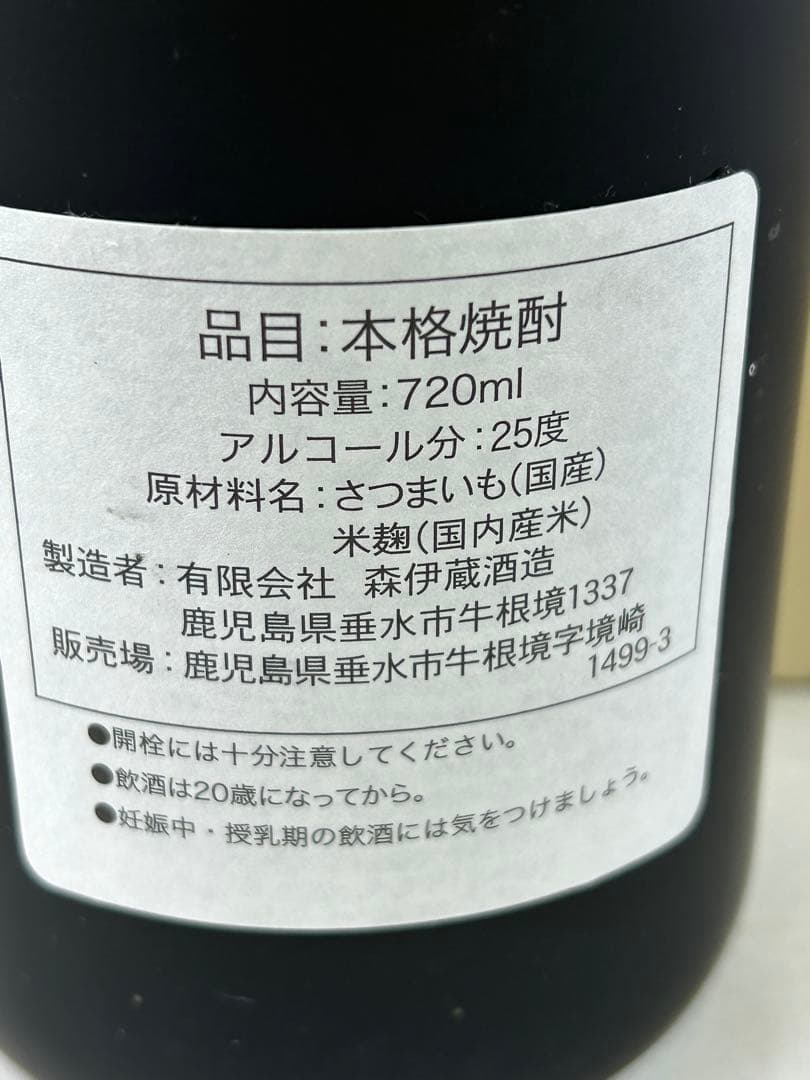 品目：本格焼酎
内容量：720ml
アルコール分：25度
原材料名：さつまいも（国産）
米麹（国内産米）
製造者：有限会社　森伊蔵酒造
鹿児島県垂水市牛根境1337
販売場：鹿児島県垂水市牛根境字境崎
1499-3
●開栓には十分注意してください。
●飲酒は20歳になってから。
●妊娠中・授乳期の飲酒には気をつけましょう。